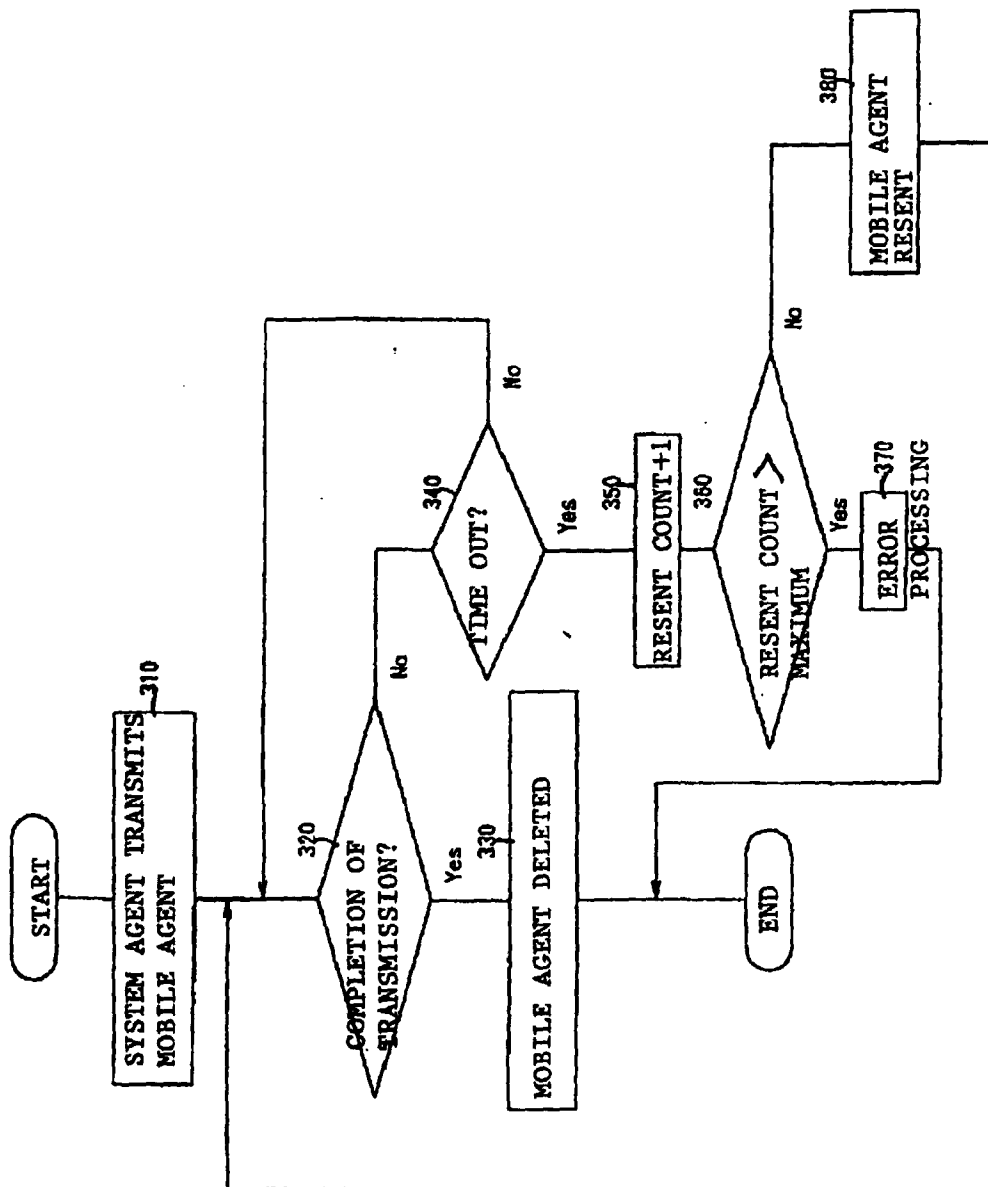 START
310
SYSTEM AGENT TRANSMITS
MOBILE AGENT
320
COMPLETION OF
TRANSMISSION?
No
Yes
330
MOBILE AGENT DELETED
END
340
TIME OUT?
No
Yes
350
RESENT COUNT+1
360
RESENT COUNT >
MAXIMUM
No
Yes
370
ERROR
PROCESSING
380
MOBILE AGENT
RESENT